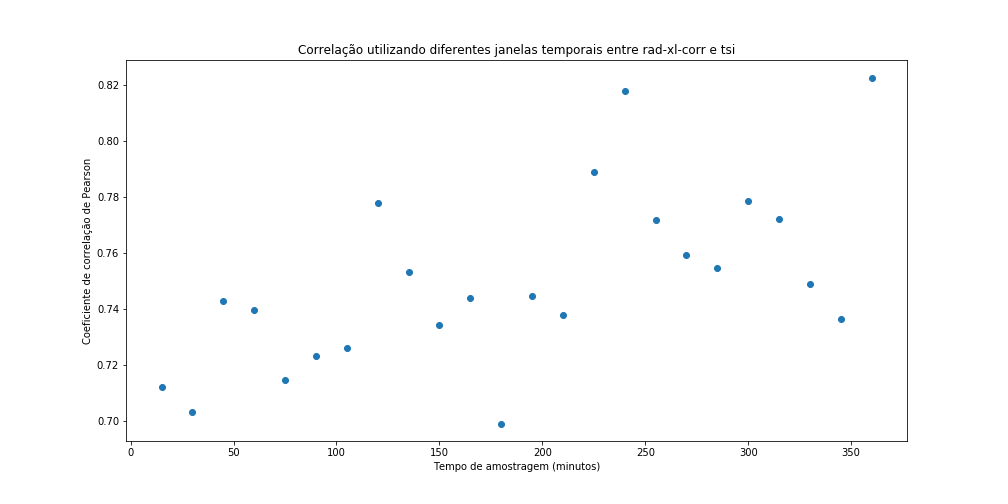 Correlação utilizando diferentes janelas temporais entre rad-xl-corr e tsi
0.82
0.80
0.78
0.76
0.74
0.72
0.70
Coeficiente de correlação de Pearson
0 50 100 150 200 250 300 350
Tempo de amostragem (minutos)